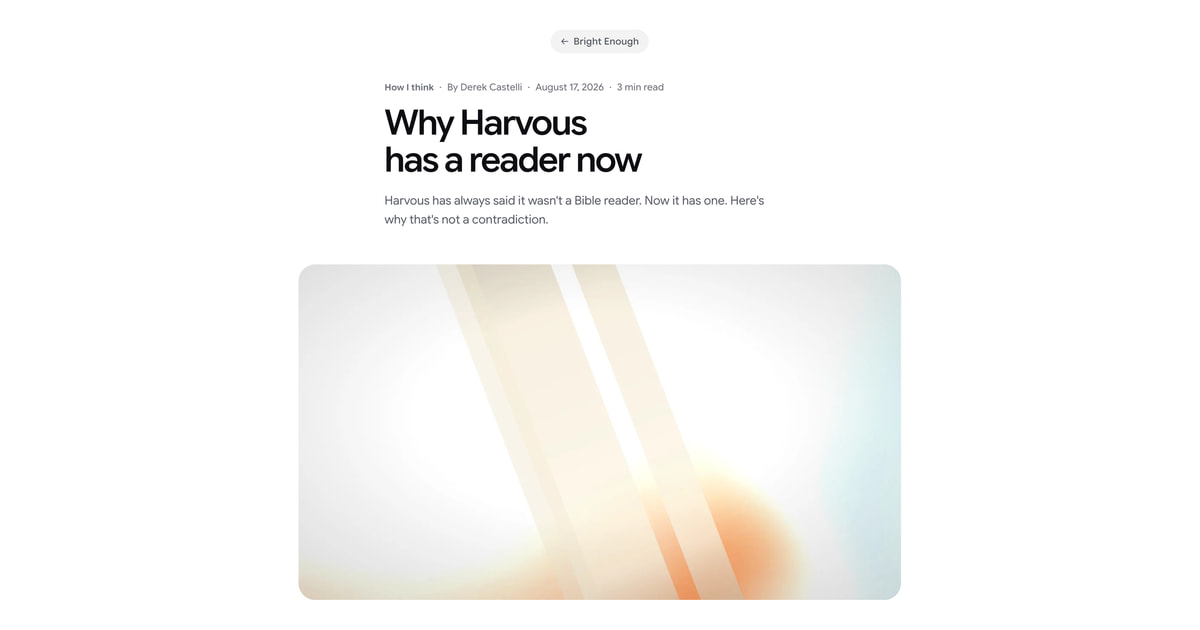 ← Bright Enough
How I think · By Derek Castelli · August 17, 2026 · 3 min read
Why Harvous
has a reader now
Harvous has always said it wasn't a Bible reader. Now it has one. Here's
why that's not a contradiction.